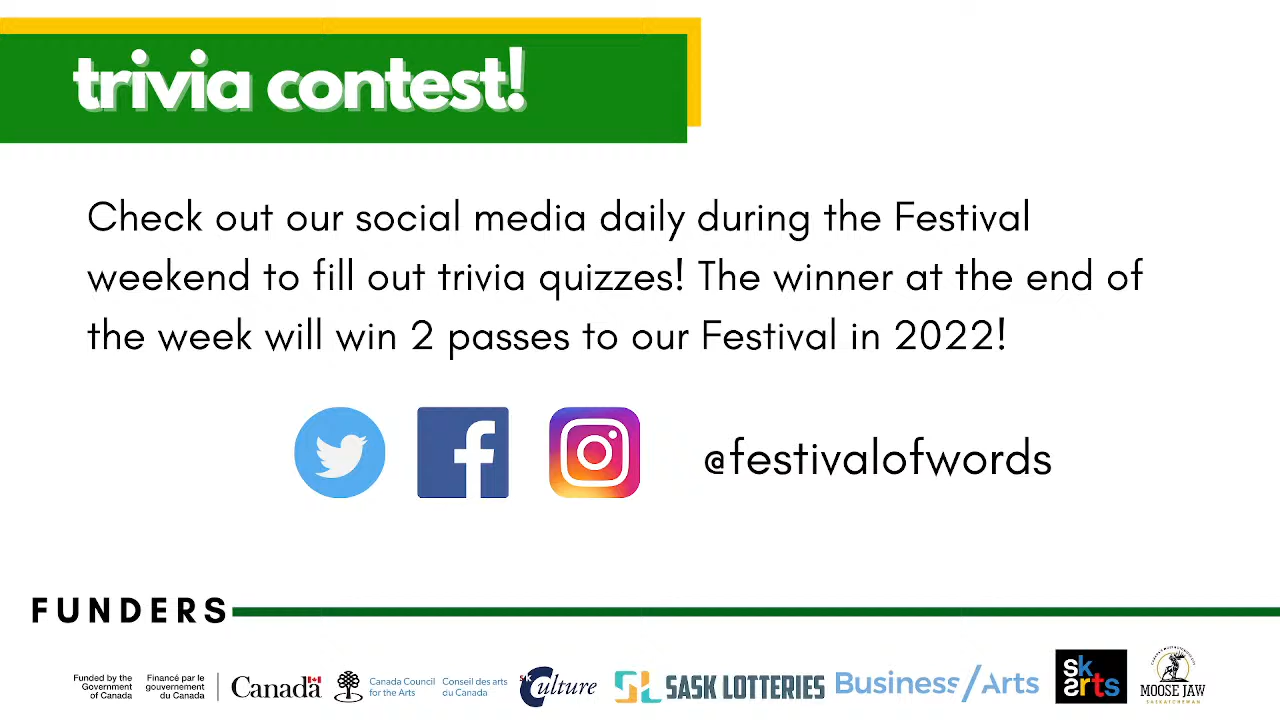 trivia contest!
Check out our social media daily during the Festival
weekend to fill out trivia quizzes! The winner at the end of
the week will win 2 passes to our Festival in 2022!
@festivalofwords
FUNDERS
Funded by the
Government
of Canada
Financé par le
gouvernement
du Canada
Canada
Canada Council
for the Arts
Conseil des arts
du Canada
sk Culture
SL SASK LOTTERIES
Business/Arts
sk
arts
MOOSE JAW
SASKATCHEWAN